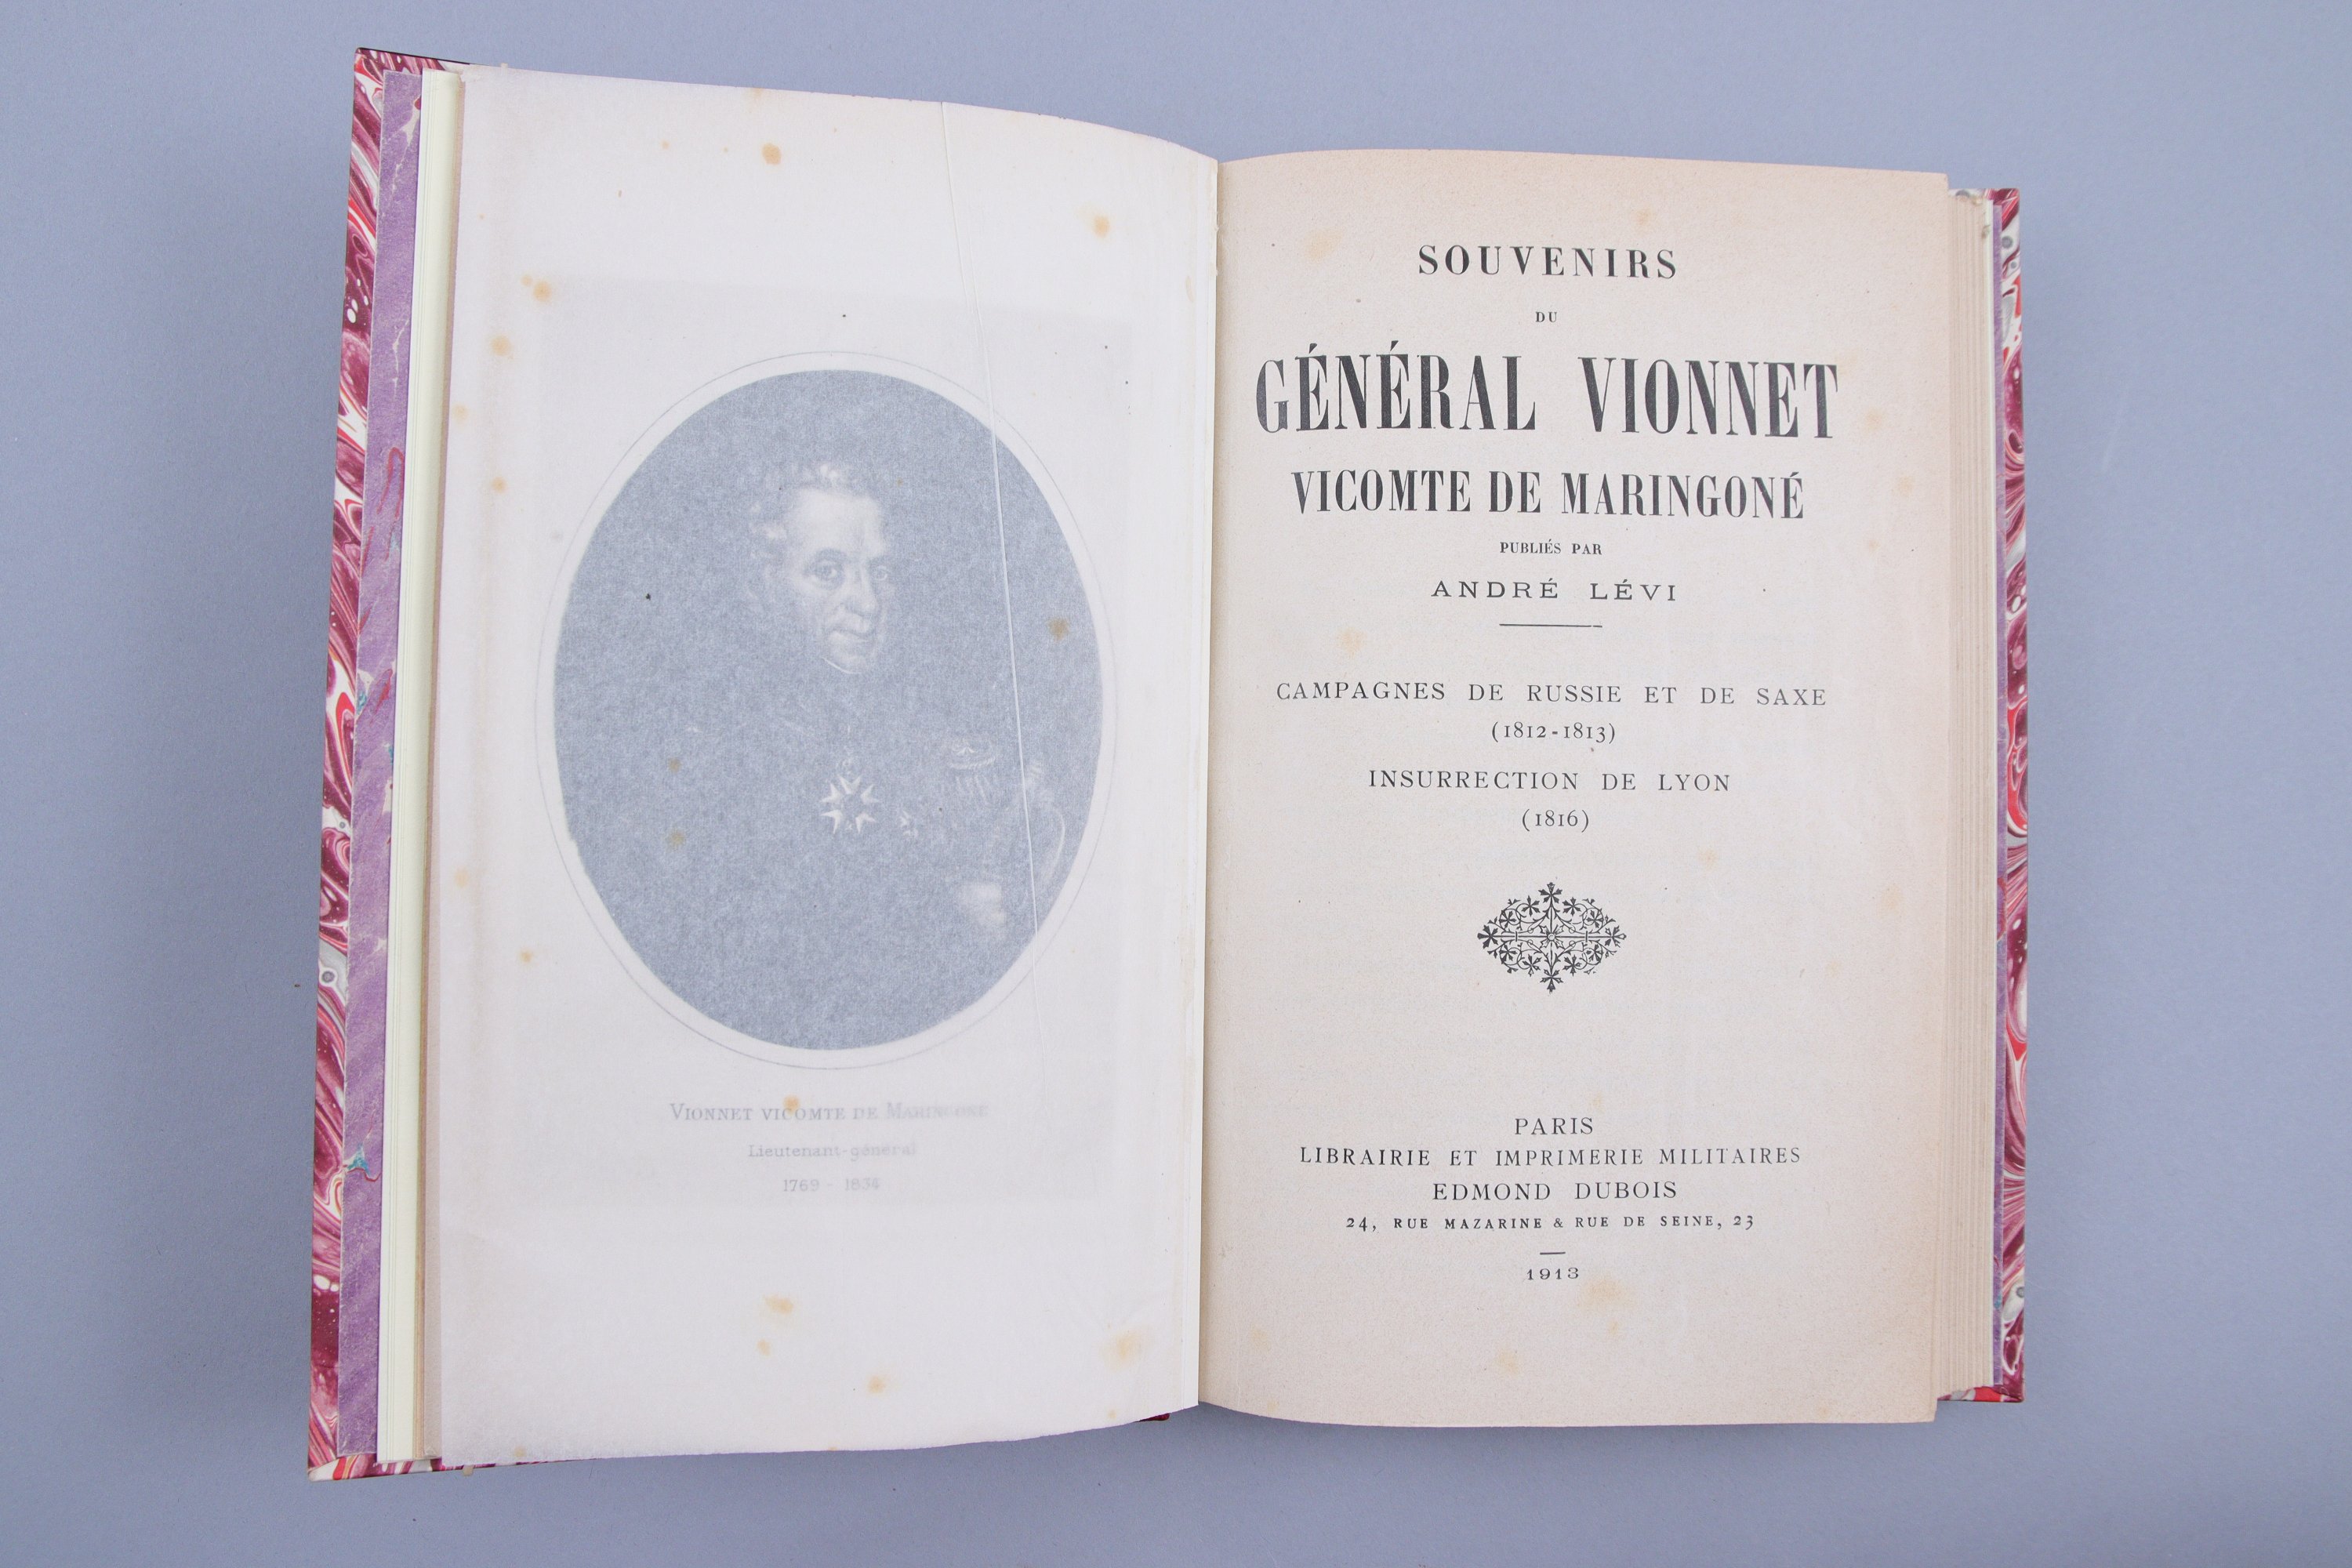 VIONNET VICOMTE DE MARINGONÉ
Lieutenant-général
1769 - 1834
SOUVENIRS
DU
GÉNÉRAL VIONNET
VICOMTE DE MARINGONÉ
PUBLIÉS PAR
ANDRÉ LÉVI
CAMPAGNES DE RUSSIE ET DE SAXE
(1812-1813)
INSURRECTION DE LYON
(1816)
PARIS
LIBRAIRIE ET IMPRIMERIE MILITAIRES
EDMOND DUBOIS
24, RUE MAZARINE & RUE DE SEINE, 23
1913